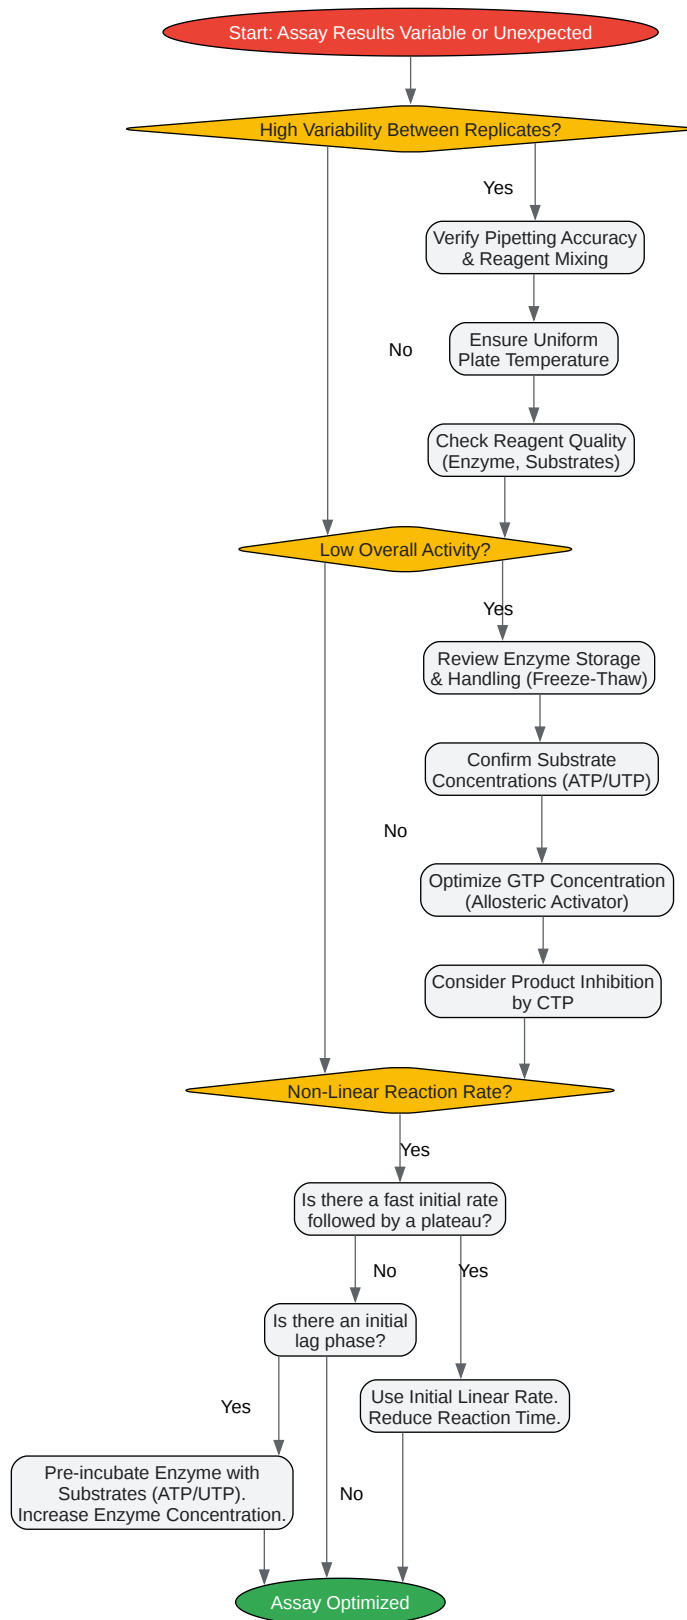 Start: Assay Results Variable or Unexpected
High Variability Between Replicates?
Yes
Verify Pipetting Accuracy
& Reagent Mixing
No
Ensure Uniform
Plate Temperature
Check Reagent Quality
(Enzyme, Substrates)
Low Overall Activity?
Yes
Review Enzyme Storage
& Handling (Freeze-Thaw)
Confirm Substrate
Concentrations (ATP/UTP)
No
Optimize GTP Concentration
(Allosteric Activator)
Consider Product Inhibition
by CTP
Non-Linear Reaction Rate?
Yes
Is there a fast initial rate
followed by a plateau?
No
Yes
Is there an initial
lag phase?
Use Initial Linear Rate.
Reduce Reaction Time.
Yes
Pre-incubate Enzyme with
Substrates (ATP/UTP).
Increase Enzyme Concentration.
No
Assay Optimized